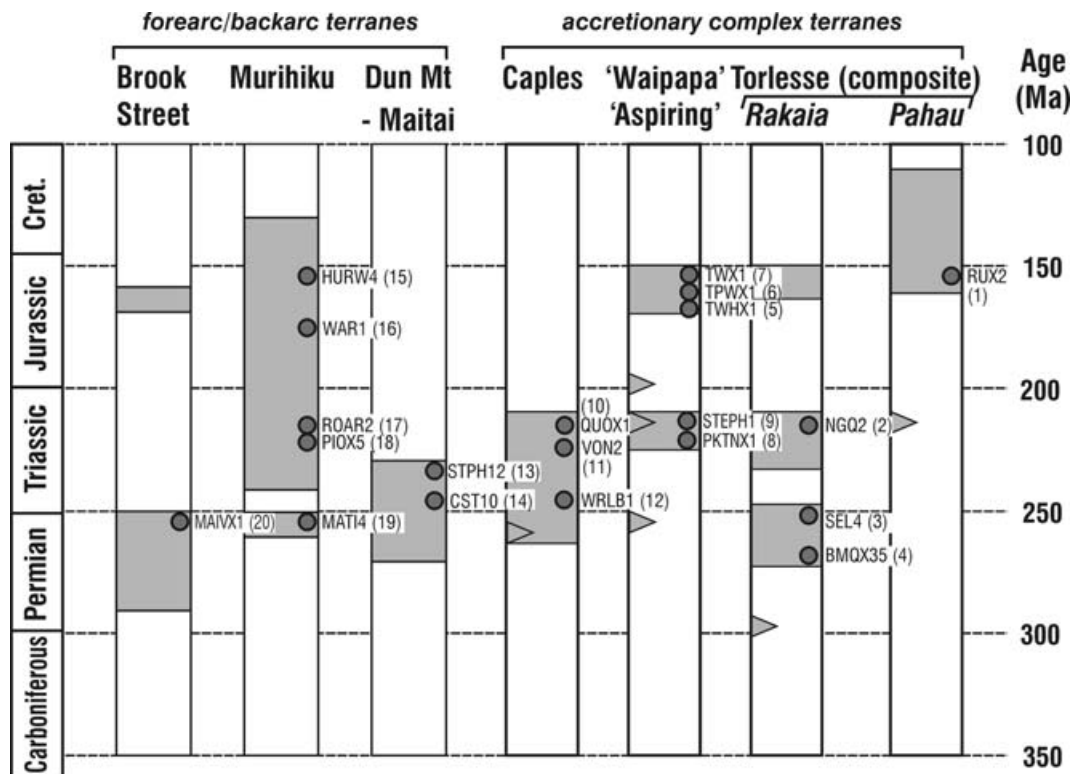 forearc/backarc terranes
accretionary complex terranes
Brook Street
Murihiku
Dun Mt - Maitai
Caples
‘Waipapa’ ‘Aspiring’
Torlesse (composite)
Rakaia
Pahau
Age (Ma)
Cret.
Jurassic
Triassic
Permian
Carboniferous
100
150
200
250
300
350
MAIVX1 (20)
HURW4 (15)
WAR1 (16)
ROAR2 (17)
PIOX5 (18)
MATI4 (19)
STPH12 (13)
CST10 (14)
(10)
QUOX1
VON2
(11)
WRLB1 (12)
TWX1 (7)
TPWX1 (6)
TWHX1 (5)
STEPH1 (9)
PKTNX1 (8)
NGQ2 (2)
SEL4 (3)
BMQX35 (4)
RUX2
(1)